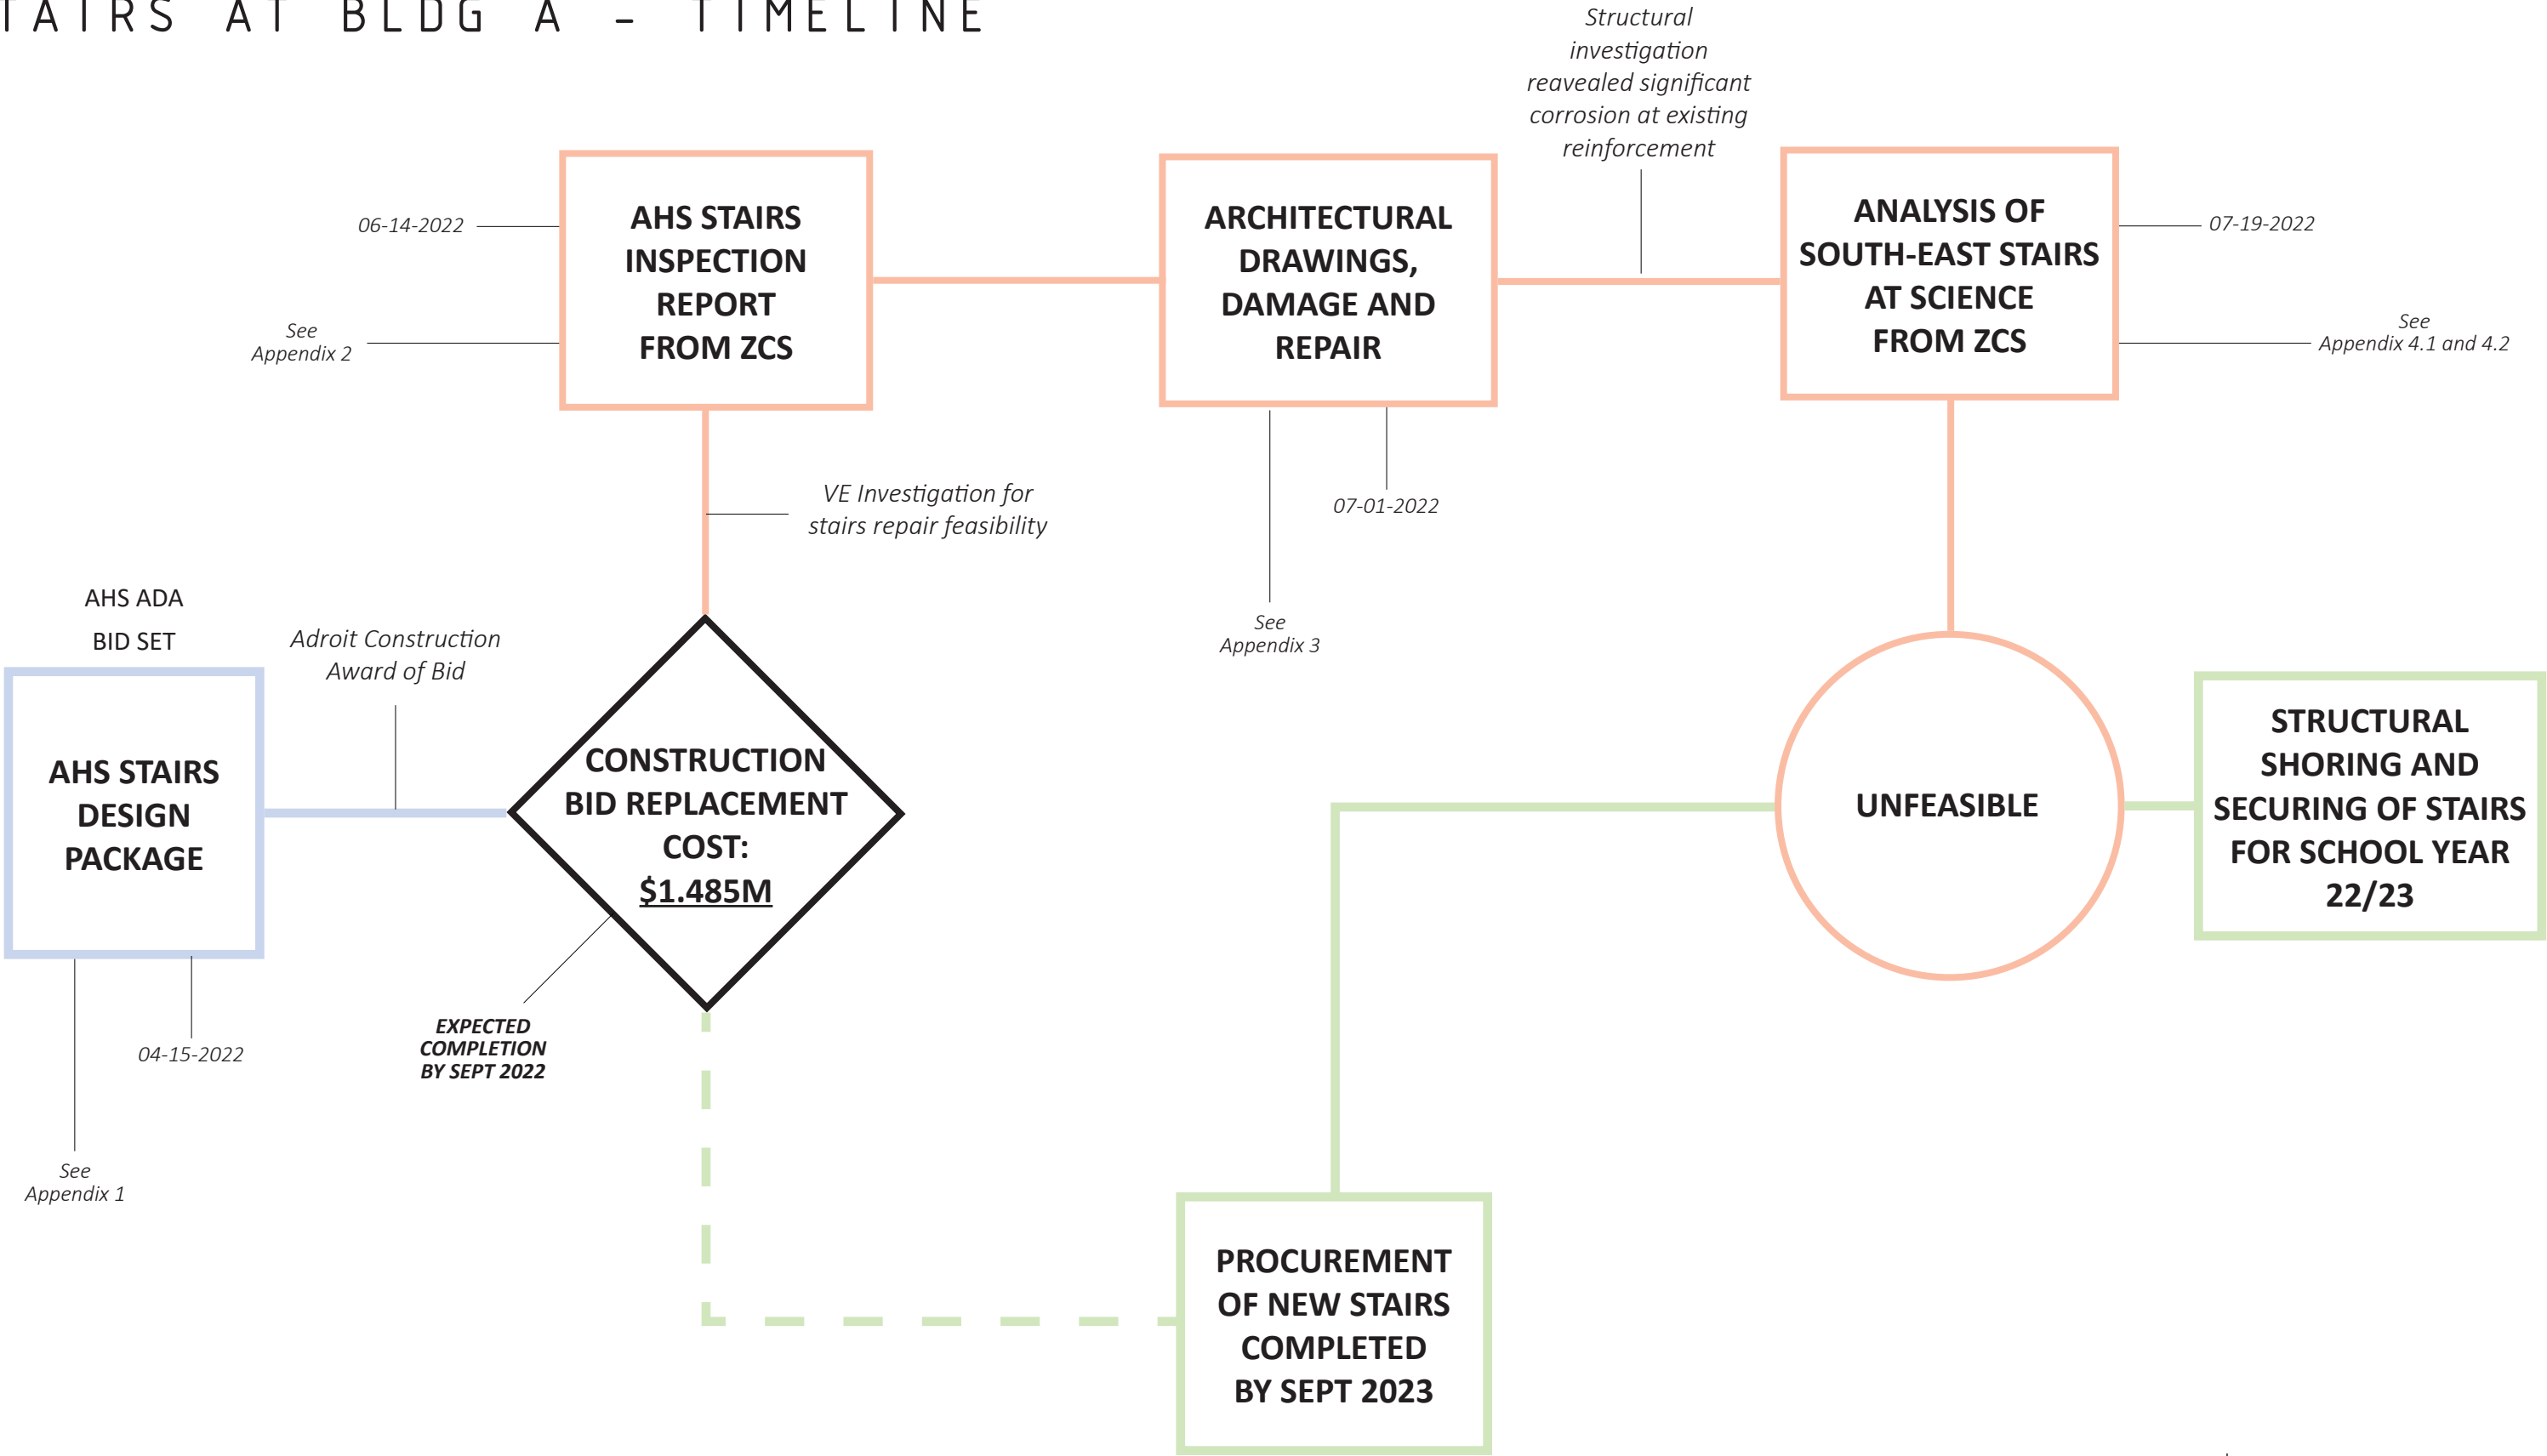 TAIRS AT BLDG A - TIMELINE
Structural
investigation
reavealed significant
corrosion at existing
reinforcement
06-14-2022
See
Appendix 2
AHS STAIRS
INSPECTION
REPORT
FROM ZCS
ARCHITECTURAL
DRAWINGS,
DAMAGE AND
REPAIR
ANALYSIS OF
SOUTH-EAST STAIRS
AT SCIENCE
FROM ZCS
07-19-2022
See
Appendix 4.1 and 4.2
VE Investigation for
stairs repair feasibility
07-01-2022
See
Appendix 3
AHS ADA
BID SET
Adroit Construction
Award of Bid
AHS STAIRS
DESIGN
PACKAGE
CONSTRUCTION
BID REPLACEMENT
COST:
$1.485M
UNFEASIBLE
STRUCTURAL
SHORING AND
SECURING OF STAIRS
FOR SCHOOL YEAR
22/23
EXPECTED
COMPLETION
BY SEPT 2022
04-15-2022
See
Appendix 1
PROCUREMENT
OF NEW STAIRS
COMPLETED
BY SEPT 2023